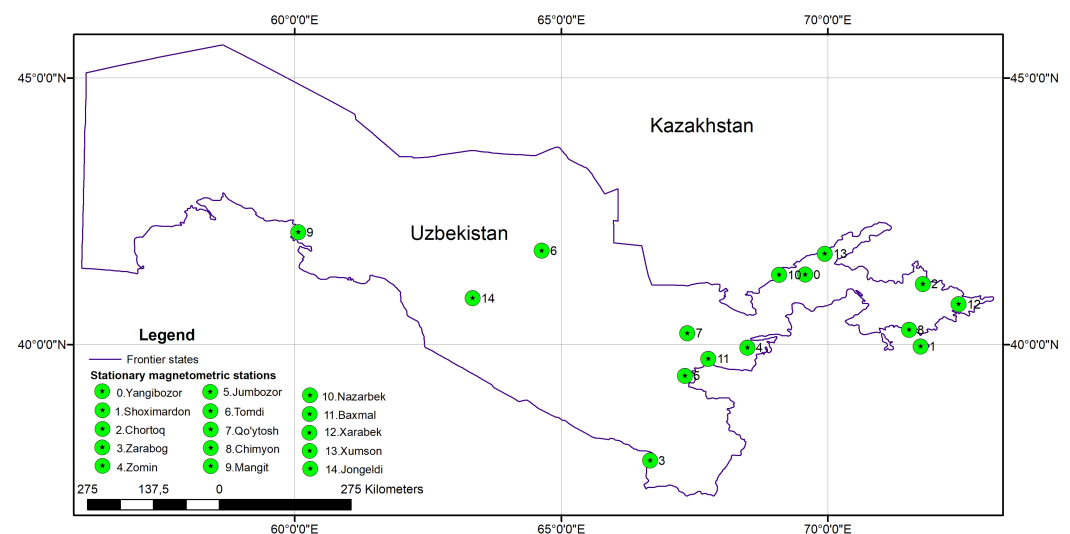 60°0'0"E 65°0'0"E 70°0'0"E
45°0'0"N 45°0'0"N
Kazakhstan
Uzbekistan
9
6
13
10 0
2
14
12
7
8
4
1
11
5
3
40°0'0"N 40°0'0"N
Legend
Frontier states
Stationary magnetometric stations
0.Yangibozor 5.Jumbozor 10.Nazarbek
1.Shoximardon 6.Tomdi 11.Baxmal
2.Chortoq 7.Qo'ytosh 12.Xarabek
3.Zarabog 8.Chimyon 13.Xumson
4.Zomin 9.Mangit 14.Jongeldi
275 137,5 0 275 Kilometers
60°0'0"E 65°0'0"E 70°0'0"E